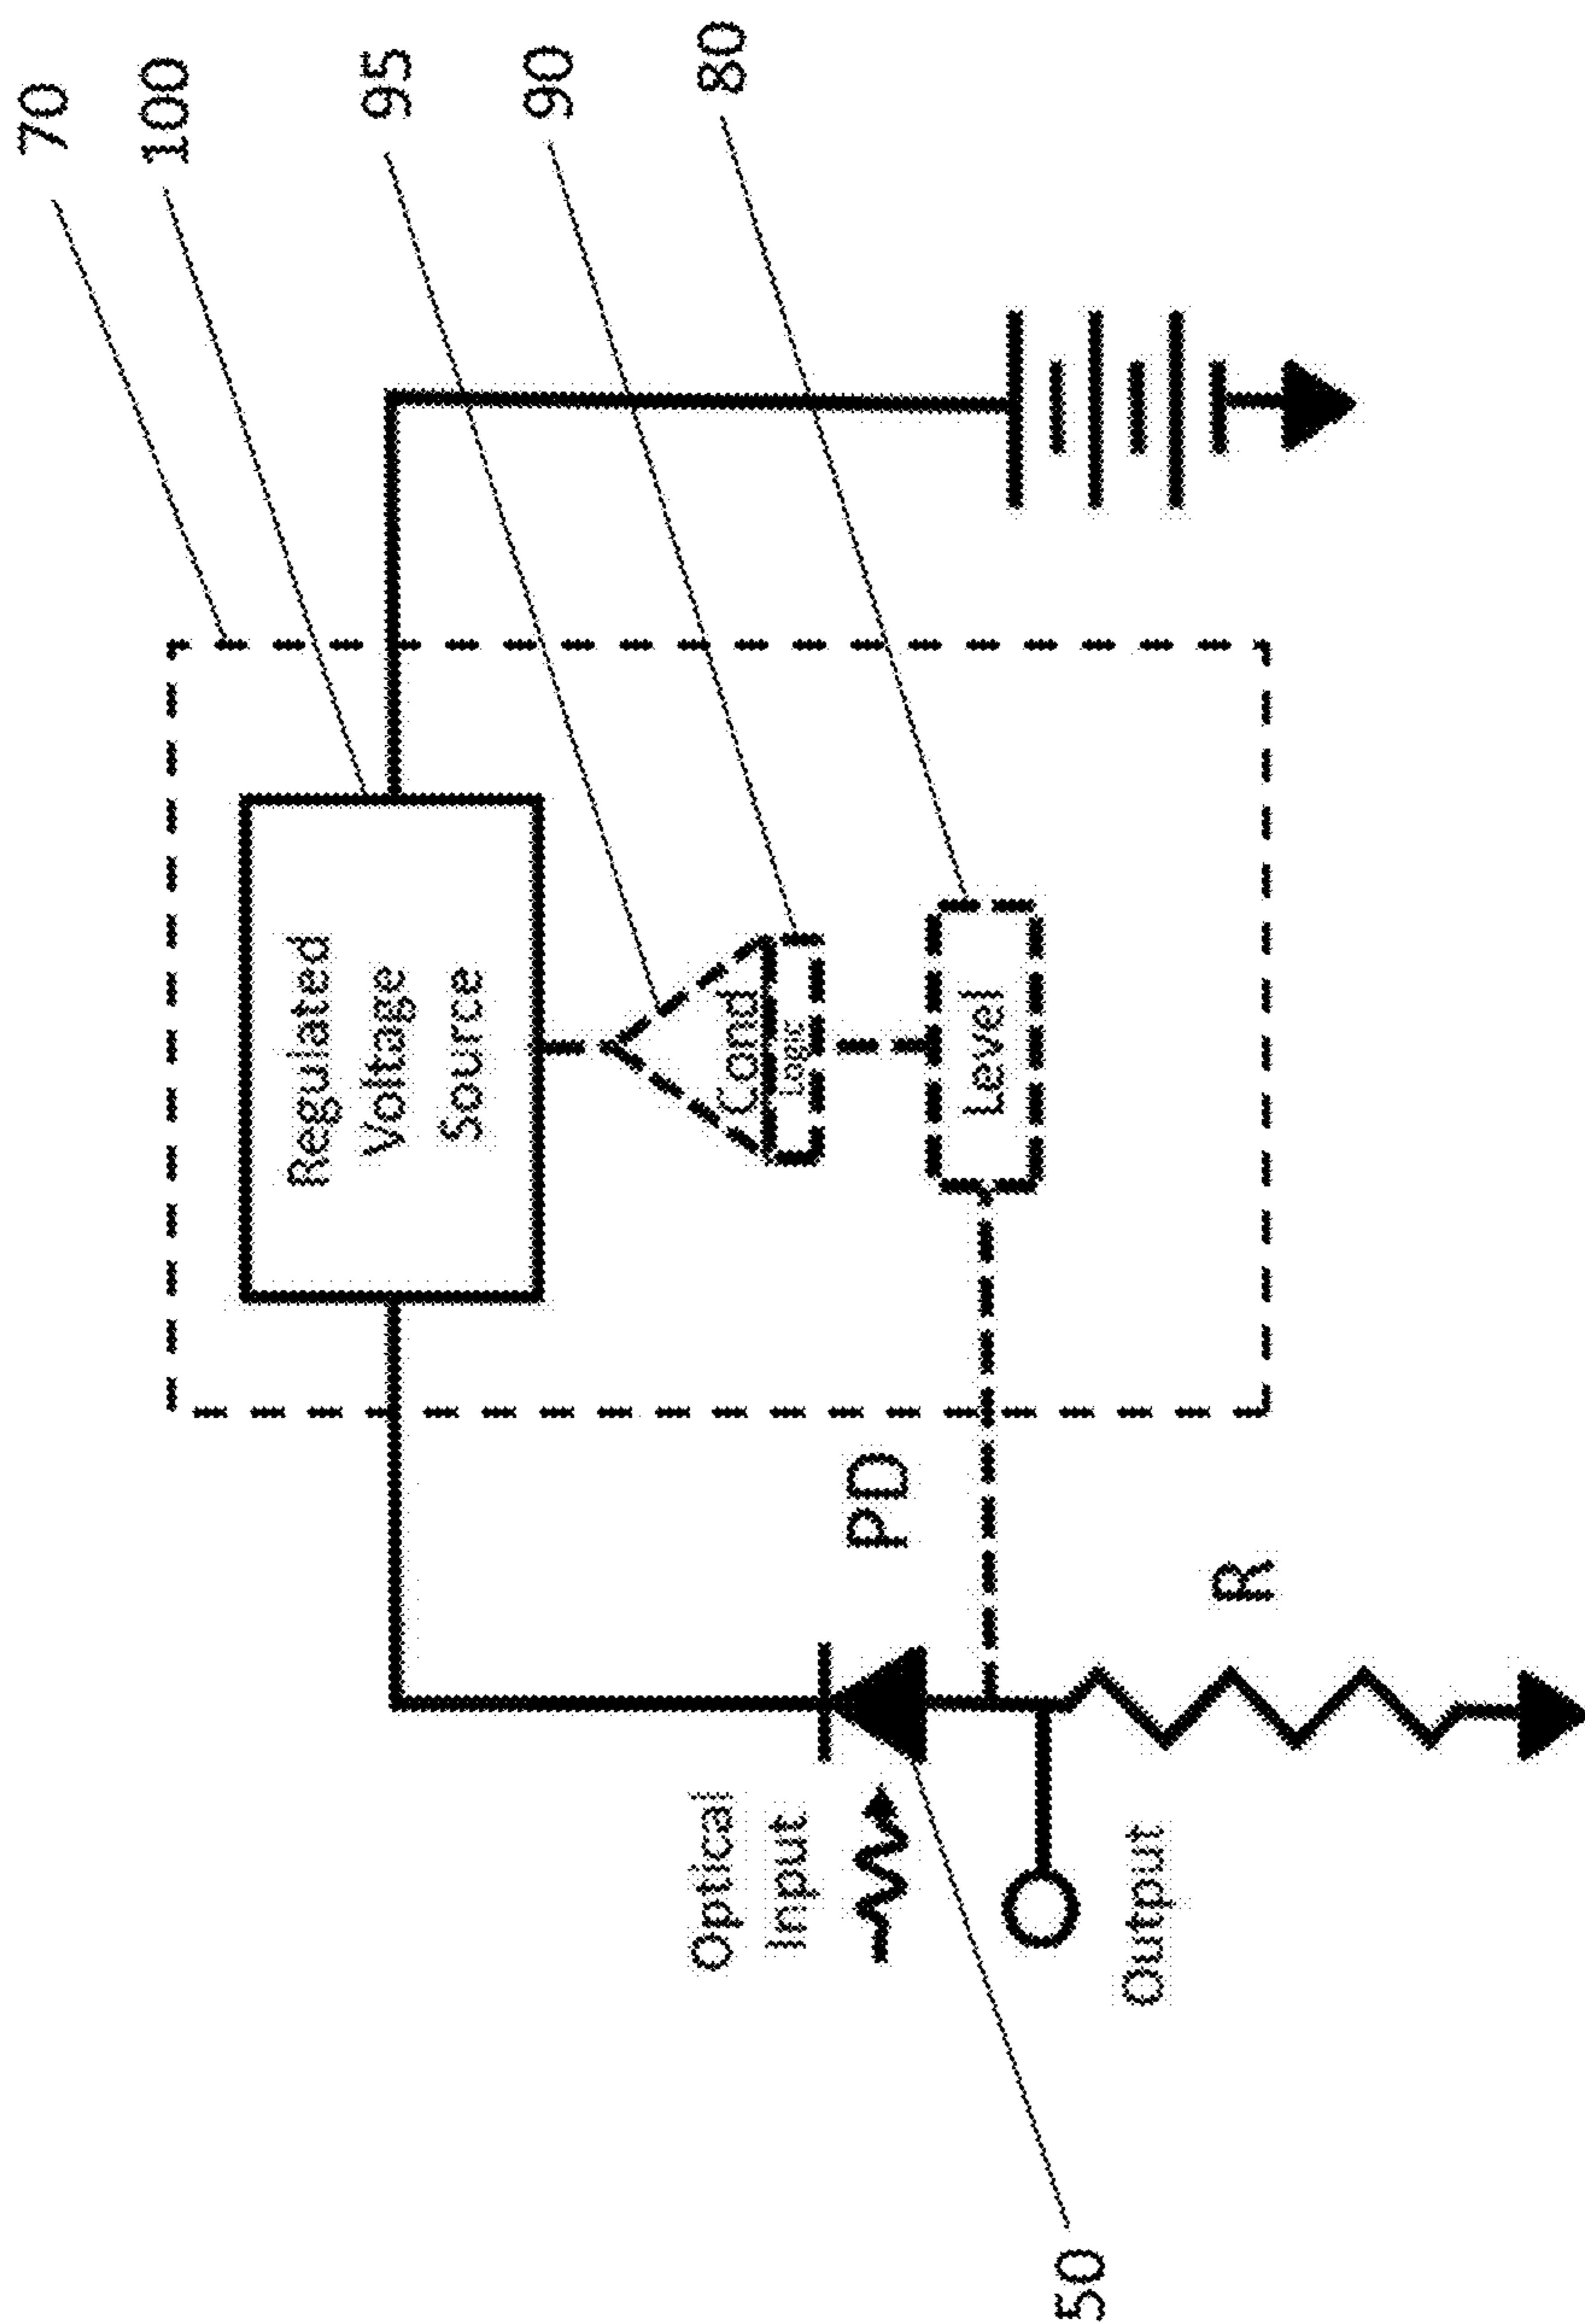 70
100
95
90
80
Regulated
Voltage
Source
Cond
Logic
Level
PD
R
Optical
Input
Output
50